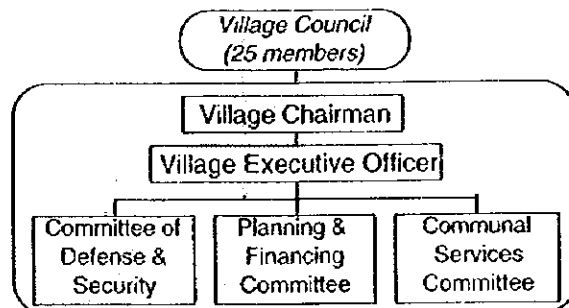 Village Council
(25 members)
Village Chairman
Village Executive Officer
Committee of
Defense &
Security
Planning &
Financing
Committee
Communal
Services
Committee